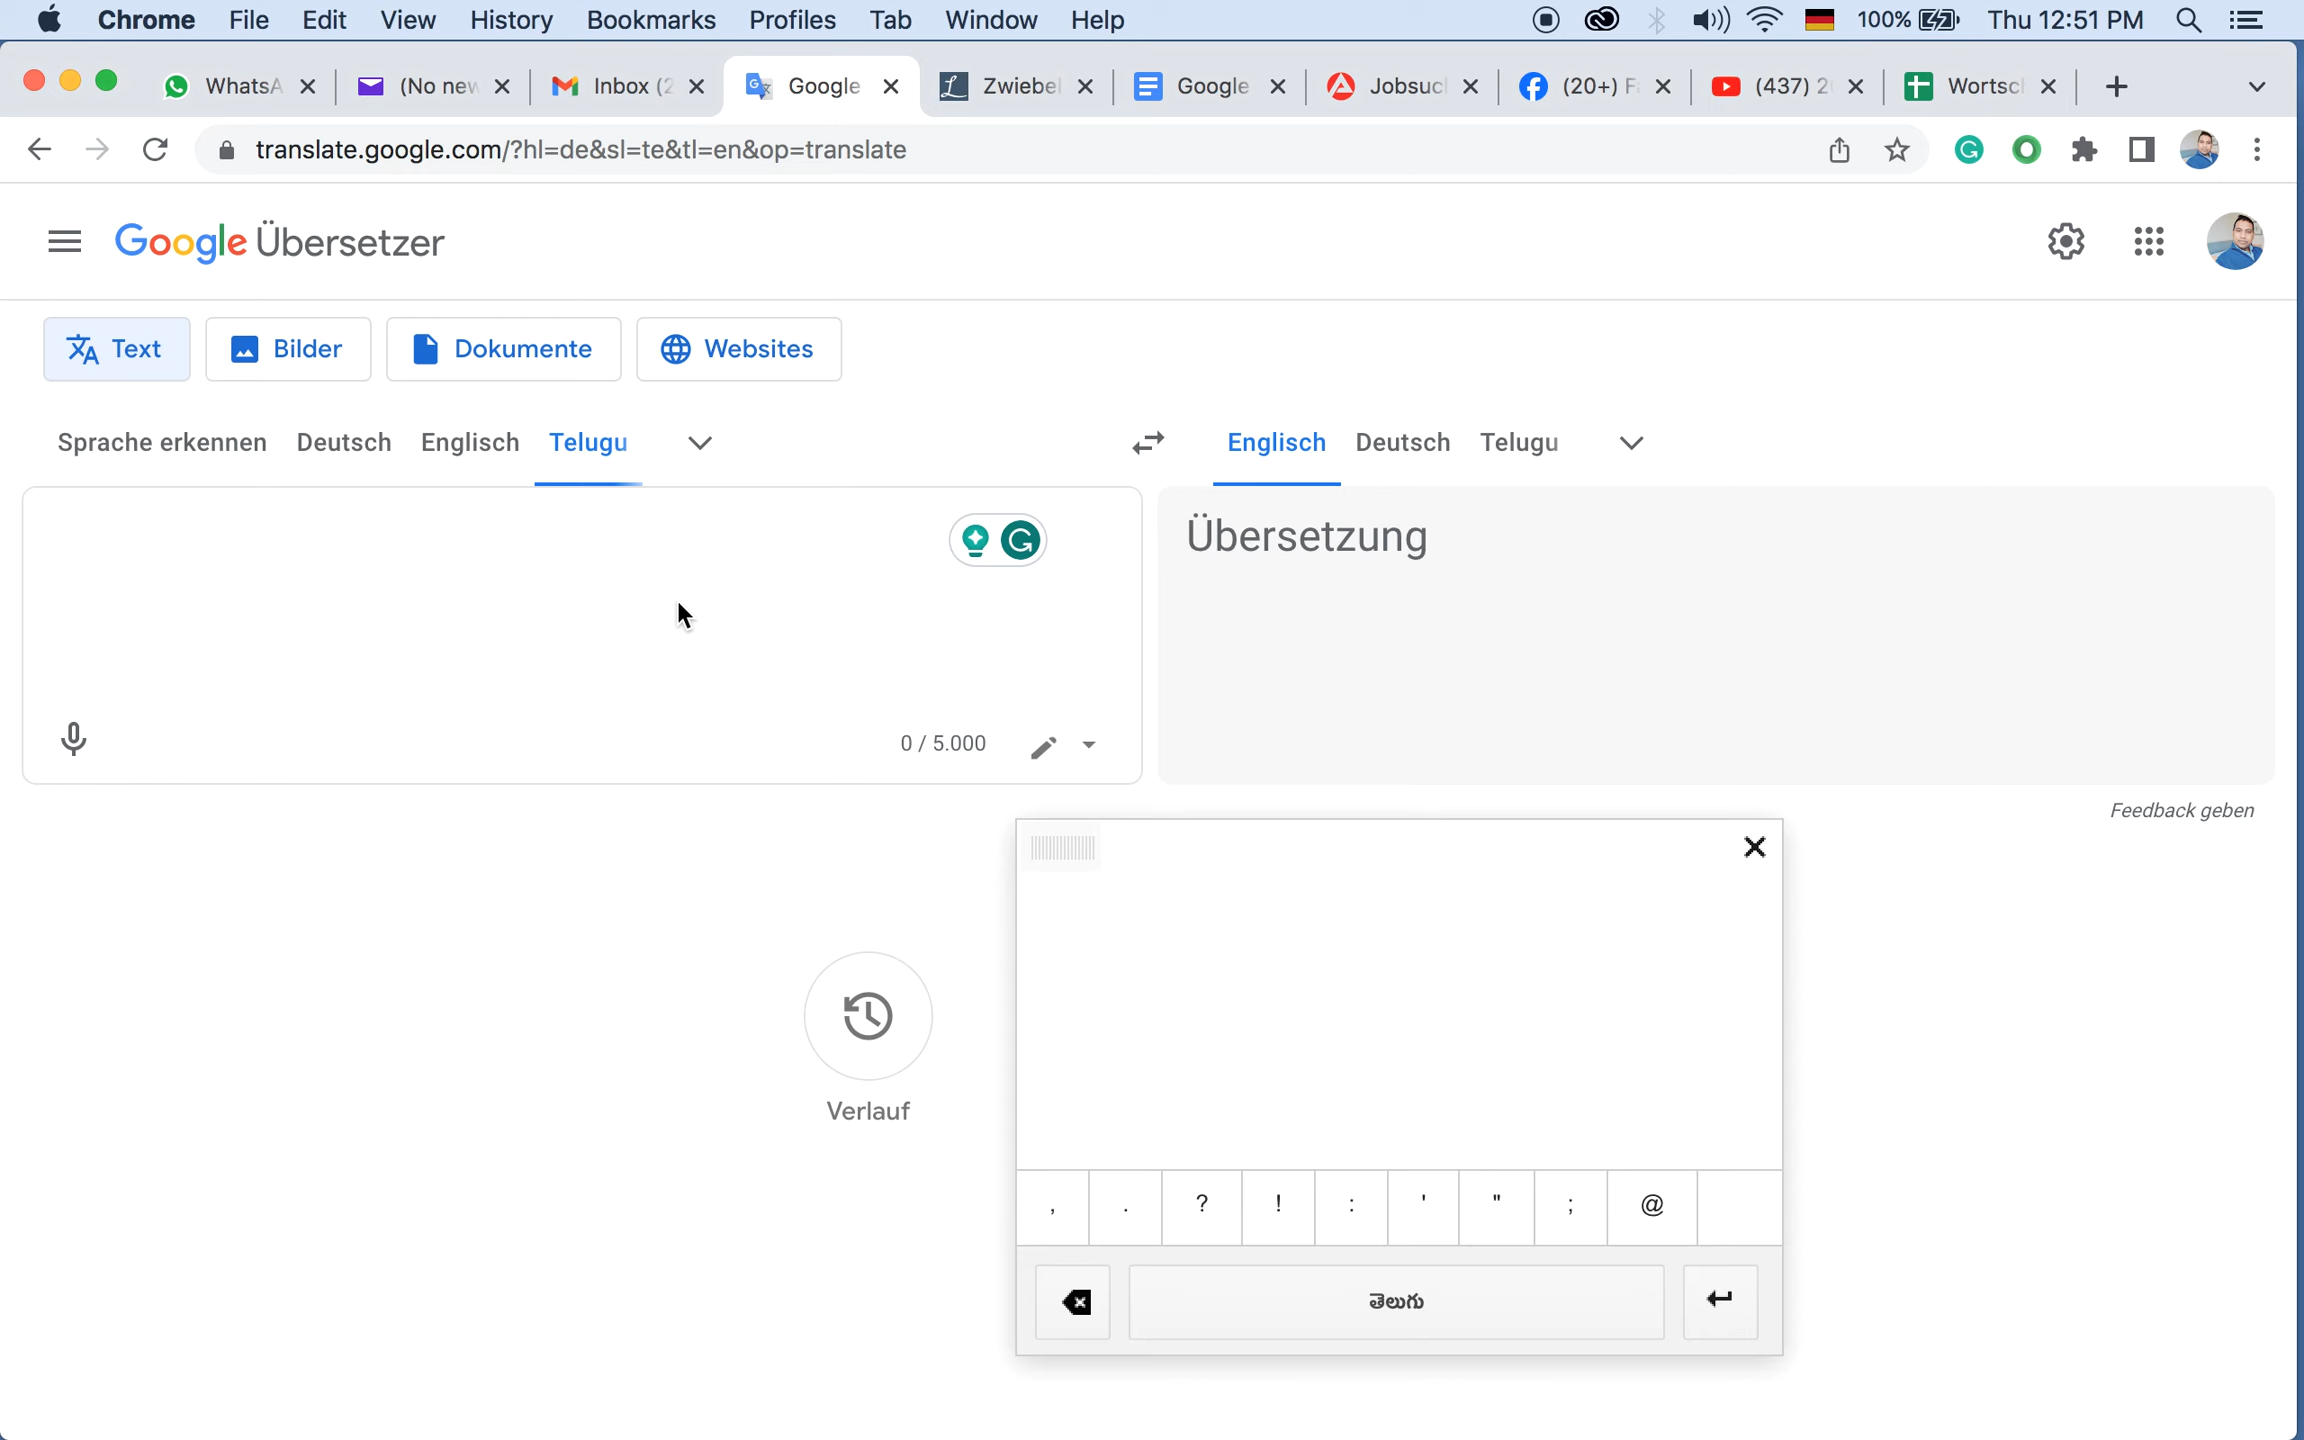 Chrome File Edit View History Bookmarks Profiles Tab Window Help 100% Thu 12:51 PM
WhatsA (No new Inbox (2 Google Zwiebel Google Jobsuc (20+) F (437) 2 Wortsc
translate.google.com/?hl=de&sl=te&tl=en&op=translate
Google Übersetzer
Text Bilder Dokumente Websites
Sprache erkennen Deutsch Englisch Telugu Englisch Deutsch Telugu
Übersetzung
0 / 5.000
Feedback geben
Verlauf
, . ? ! : ' " ; @
తెలుగు